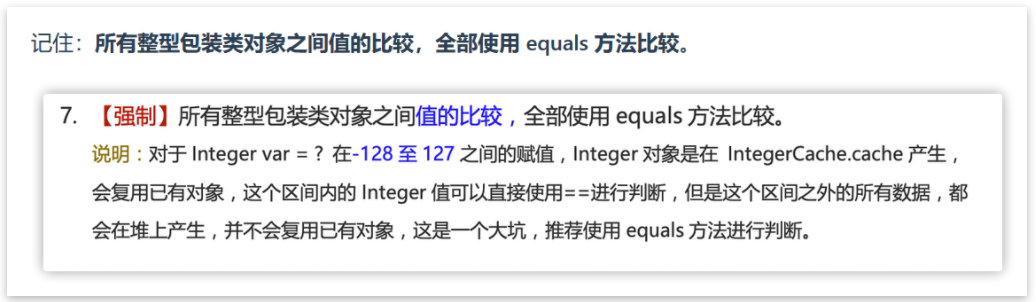 记住：所有整型包装类对象之间值的比较，全部使用 equals 方法比较。
7. 【强制】所有整型包装类对象之间值的比较，全部使用 equals 方法比较。
说明：对于 Integer var = ? 在-128 至 127 之间的赋值，Integer 对象是在 IntegerCache.cache 产生，
会复用已有对象，这个区间内的 Integer 值可以直接使用==进行判断，但是这个区间之外的所有数据，都
会在堆上产生，并不会复用已有对象，这是一个大坑，推荐使用 equals 方法进行判断。